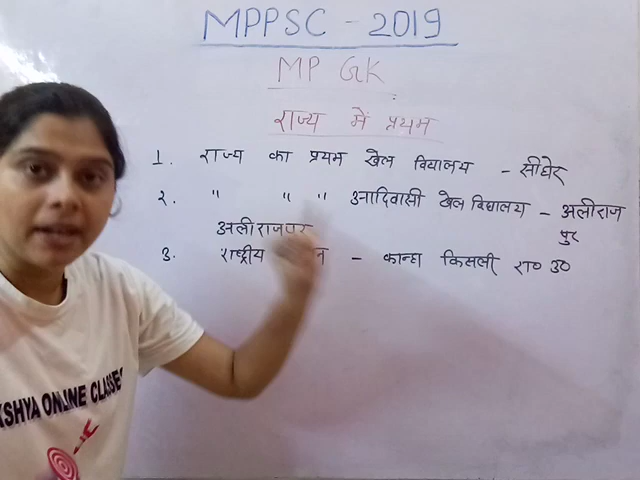 MPPSC - 2019
MP GK
राज्य में प्रथम
1. राज्य का प्रथम खेल विद्यालय - सीहोर
2. " " " आदिवासी खेल विद्यालय - अलीराज
पुर
अलीराजपुर
3. राष्ट्रीय - कान्हा किसली रा० उ०
KSHYA ONLINE CLASSES